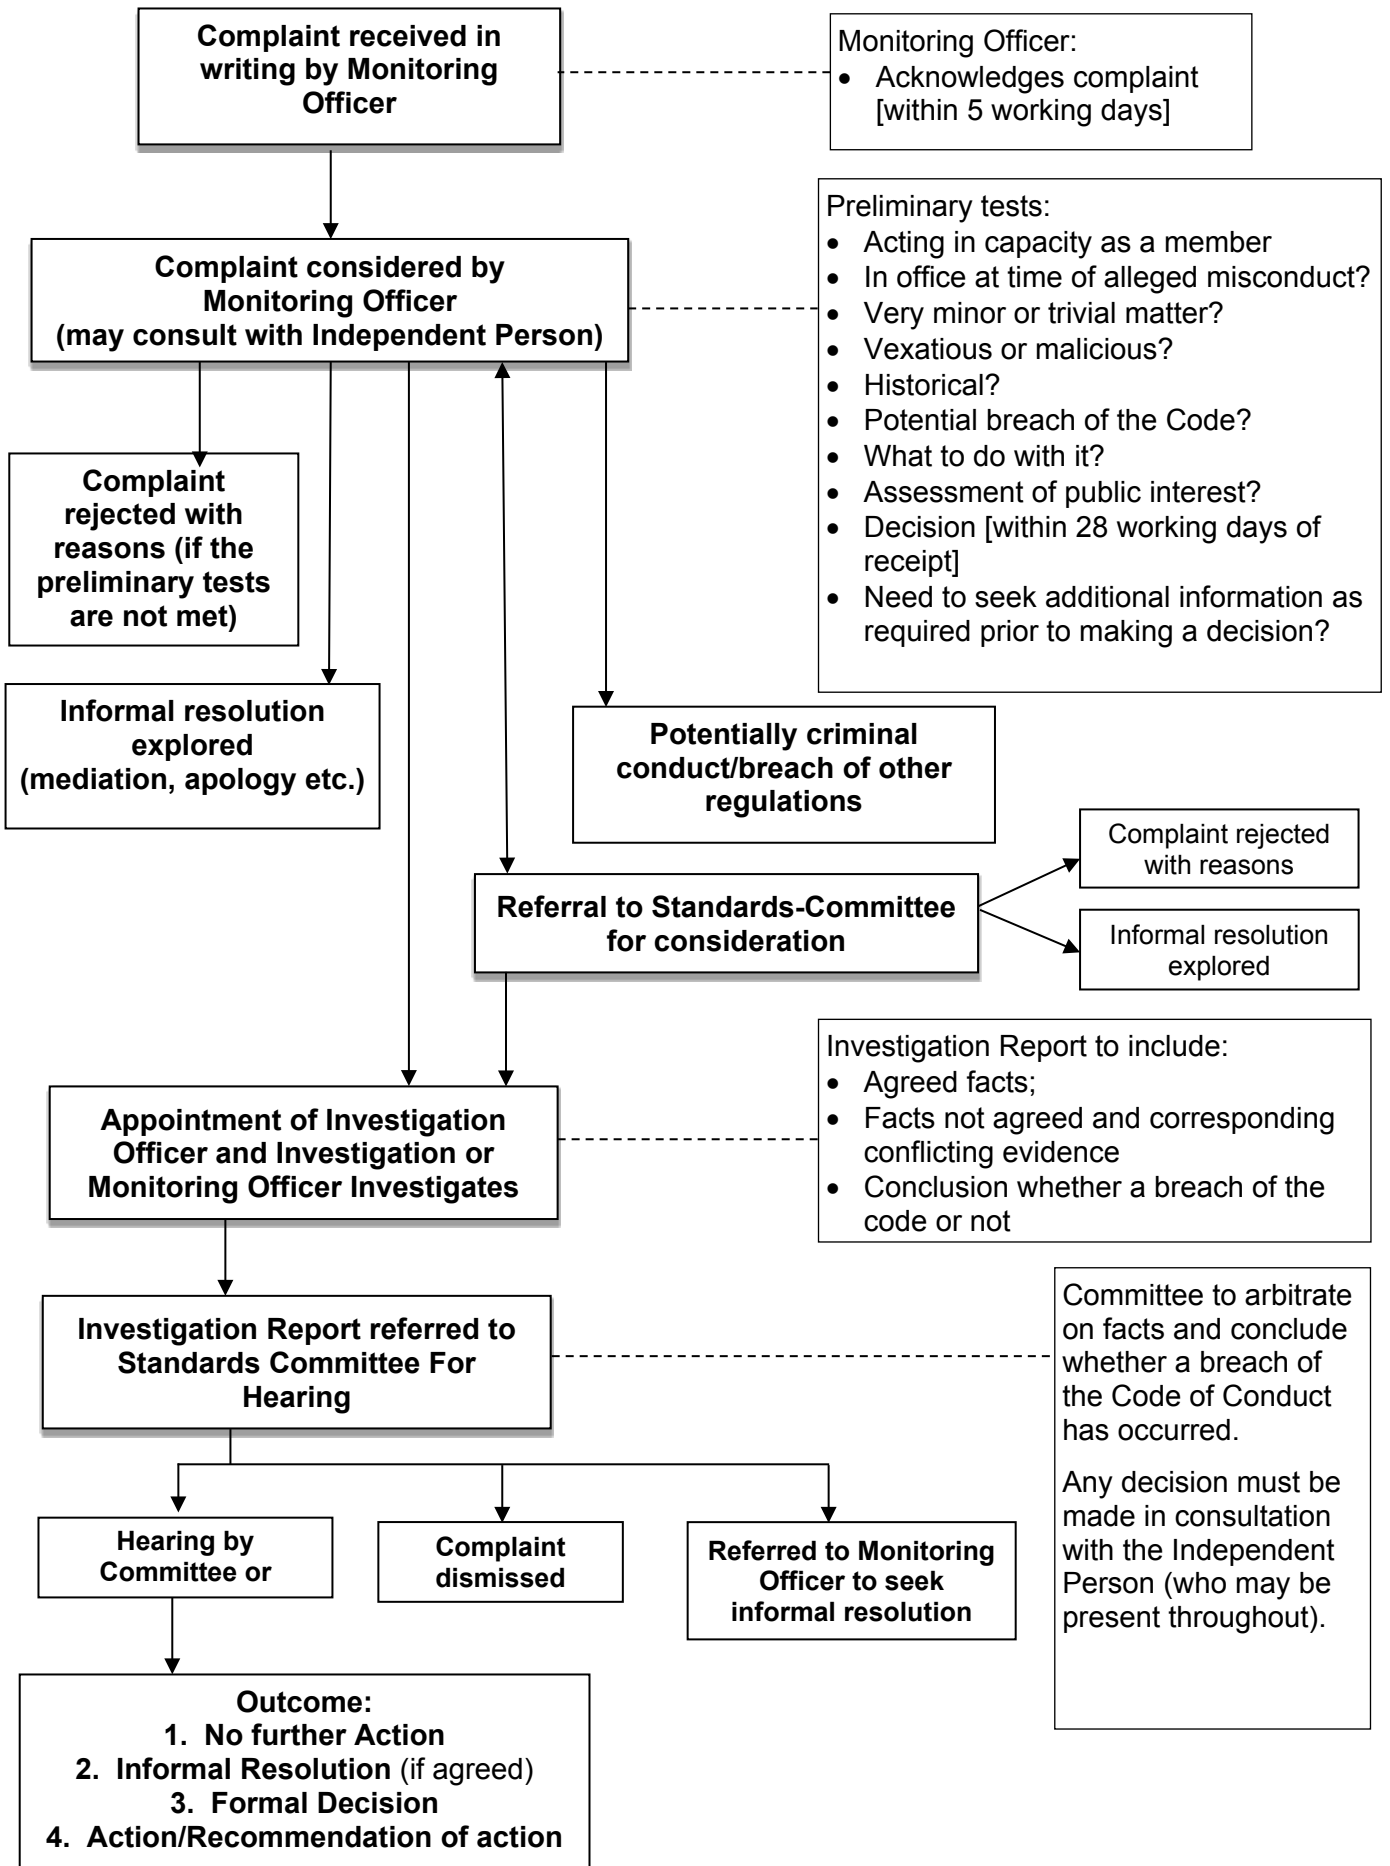 Complaint received in
writing by Monitoring
Officer
Monitoring Officer:
• Acknowledges complaint
[within 5 working days]
Complaint considered by
Monitoring Officer
(may consult with Independent Person)
Preliminary tests:
• Acting in capacity as a member
• In office at time of alleged misconduct?
• Very minor or trivial matter?
• Vexatious or malicious?
• Historical?
• Potential breach of the Code?
• What to do with it?
• Assessment of public interest?
• Decision [within 28 working days of
receipt]
• Need to seek additional information as
required prior to making a decision?
Complaint
rejected with
reasons (if the
preliminary tests
are not met)
Informal resolution
explored
(mediation, apology etc.)
Potentially criminal
conduct/breach of other
regulations
Referral to Standards-Committee
for consideration
Complaint rejected
with reasons
Informal resolution
explored
Appointment of Investigation
Officer and Investigation or
Monitoring Officer Investigates
Investigation Report to include:
• Agreed facts;
• Facts not agreed and corresponding
conflicting evidence
• Conclusion whether a breach of the
code or not
Investigation Report referred to
Standards Committee For
Hearing
Committee to arbitrate
on facts and conclude
whether a breach of
the Code of Conduct
has occurred.
Any decision must be
made in consultation
with the Independent
Person (who may be
present throughout).
Hearing by
Committee or
Complaint
dismissed
Referred to Monitoring
Officer to seek
informal resolution
Outcome:
1. No further Action
2. Informal Resolution (if agreed)
3. Formal Decision
4. Action/Recommendation of action